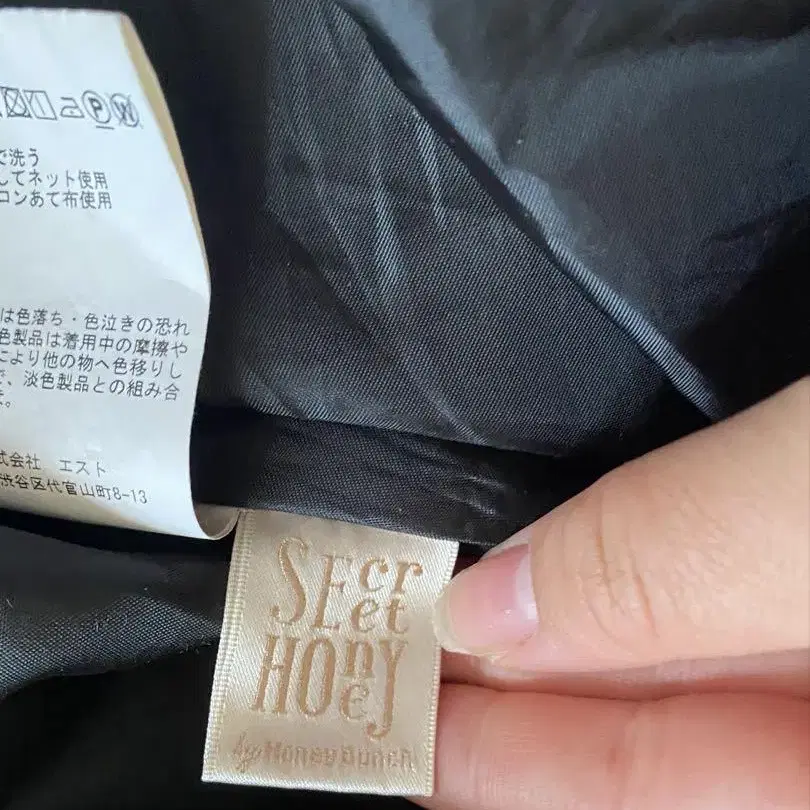 で洗う
してネット使用
ロンあて布使用
は色落ち・色泣きの恐れ
色製品は着用中の摩擦や
により他の物へ色移りし
で、淡色製品との組み合
式会社 エスト
渋谷区代官山町8-13
SEcret
HONEY
by Honey Bunch